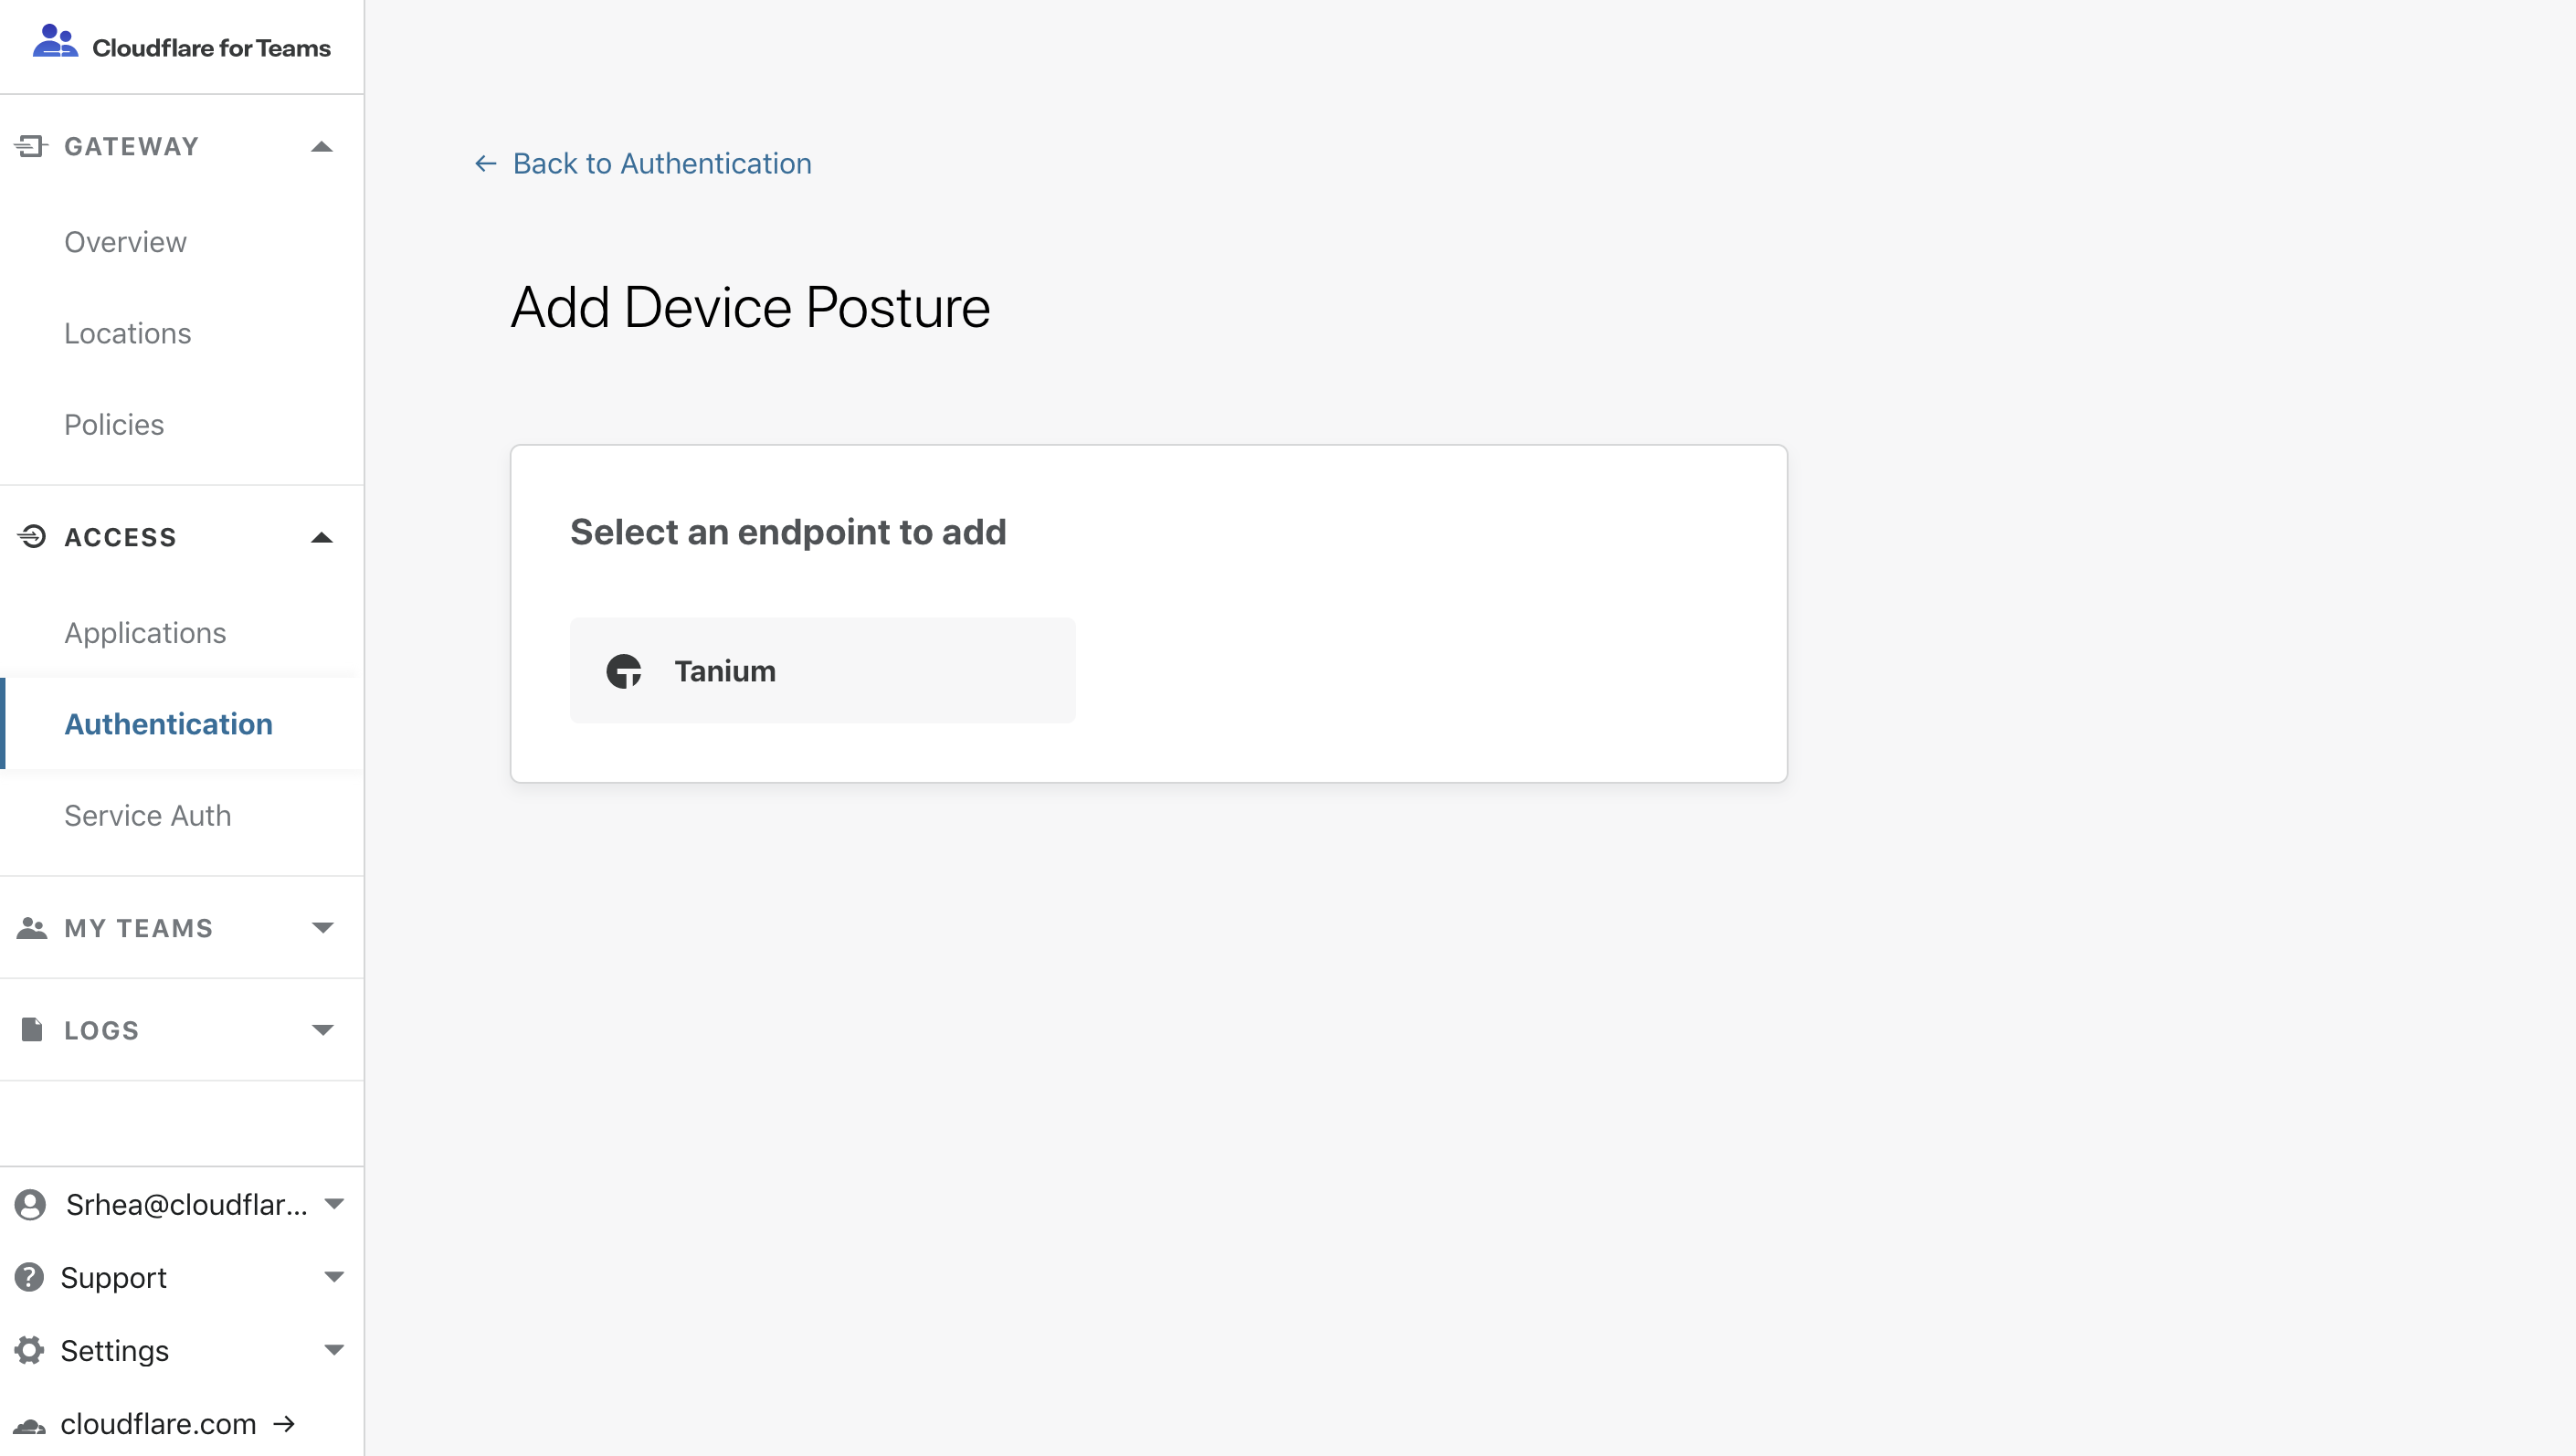 Cloudflare for Teams
GATEWAY
Overview
Locations
Policies
ACCESS
Applications
Authentication
Service Auth
MY TEAMS
LOGS
Srhea@cloudflar...
Support
Settings
cloudflare.com →
← Back to Authentication
Add Device Posture
Select an endpoint to add
Tanium